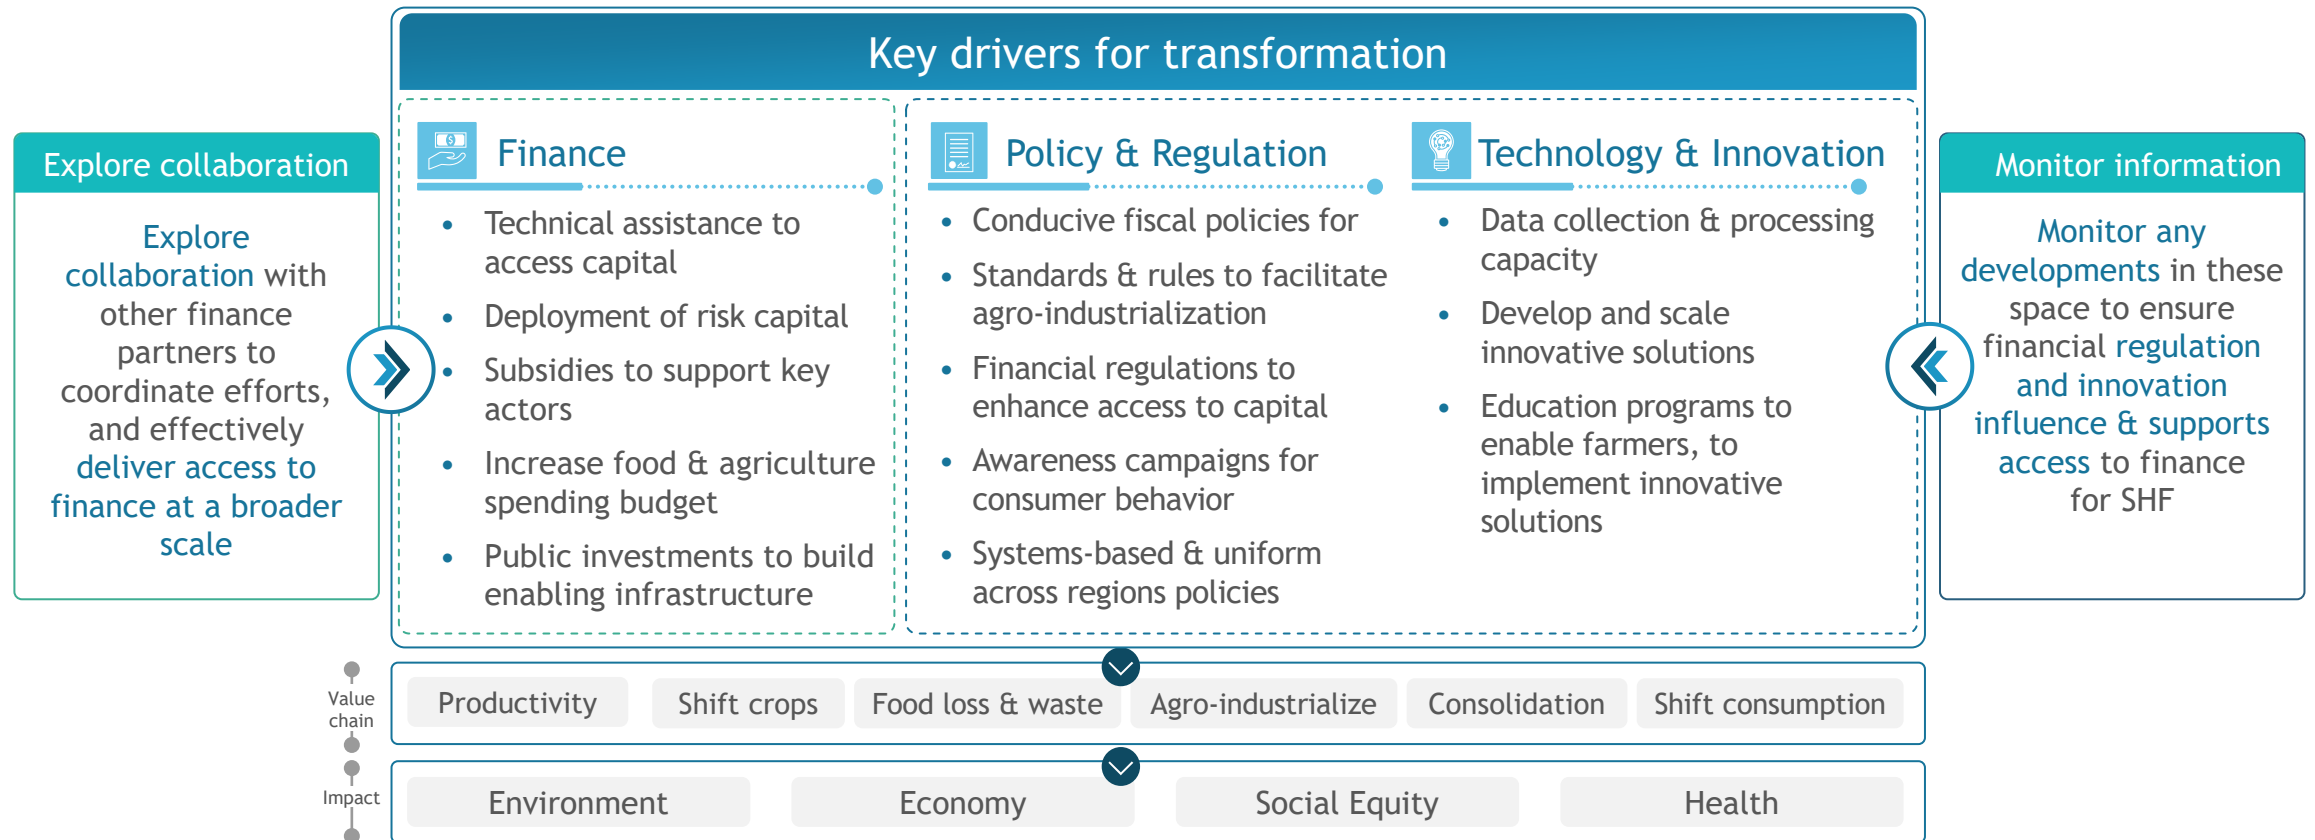 Key drivers for transformation
Explore collaboration
Explore
collaboration with
other finance
partners to
coordinate efforts,
and effectively
deliver access to
finance at a broader
scale
Finance
• Technical assistance to
access capital
• Deployment of risk capital
• Subsidies to support key
actors
• Increase food & agriculture
spending budget
• Public investments to build
enabling infrastructure
Policy & Regulation
• Conducive fiscal policies for
• Standards & rules to facilitate
agro-industrialization
• Financial regulations to
enhance access to capital
• Awareness campaigns for
consumer behavior
• Systems-based & uniform
across regions policies
Technology & Innovation
• Data collection & processing
capacity
• Develop and scale
innovative solutions
• Education programs to
enable farmers, to
implement innovative
solutions
Monitor information
Monitor any
developments in these
space to ensure
financial regulation
and innovation
influence & supports
access to finance
for SHF
Value
chain
Productivity
Shift crops
Food loss & waste
Agro-industrialize
Consolidation
Shift consumption
Impact
Environment
Economy
Social Equity
Health